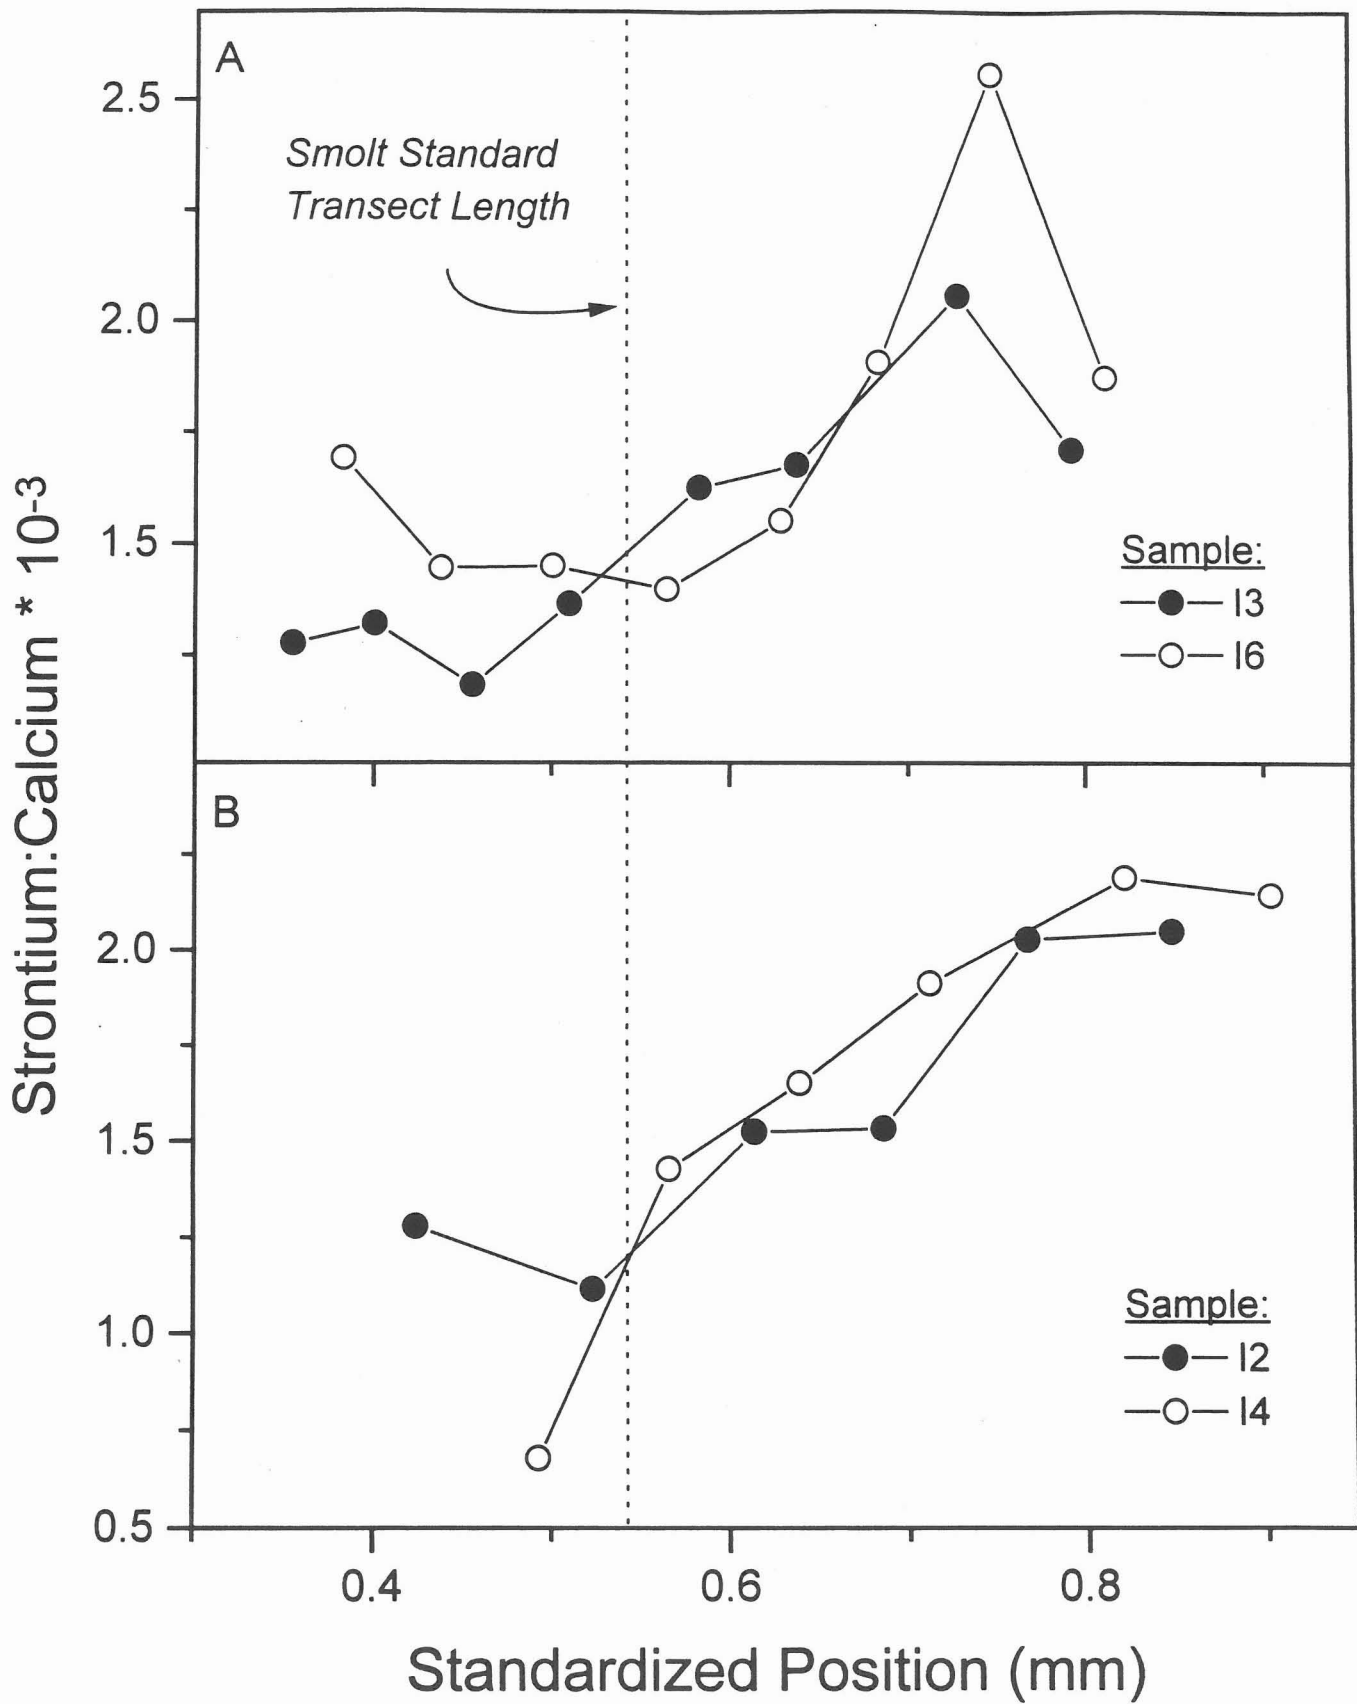 A
2.5
Smolt Standard
Transect Length
2.0
1.5
Sample:
I3
I6
Strontium:Calcium * 10-3
B
2.0
1.5
1.0
0.5
Sample:
I2
I4
0.4 0.6 0.8
Standardized Position (mm)